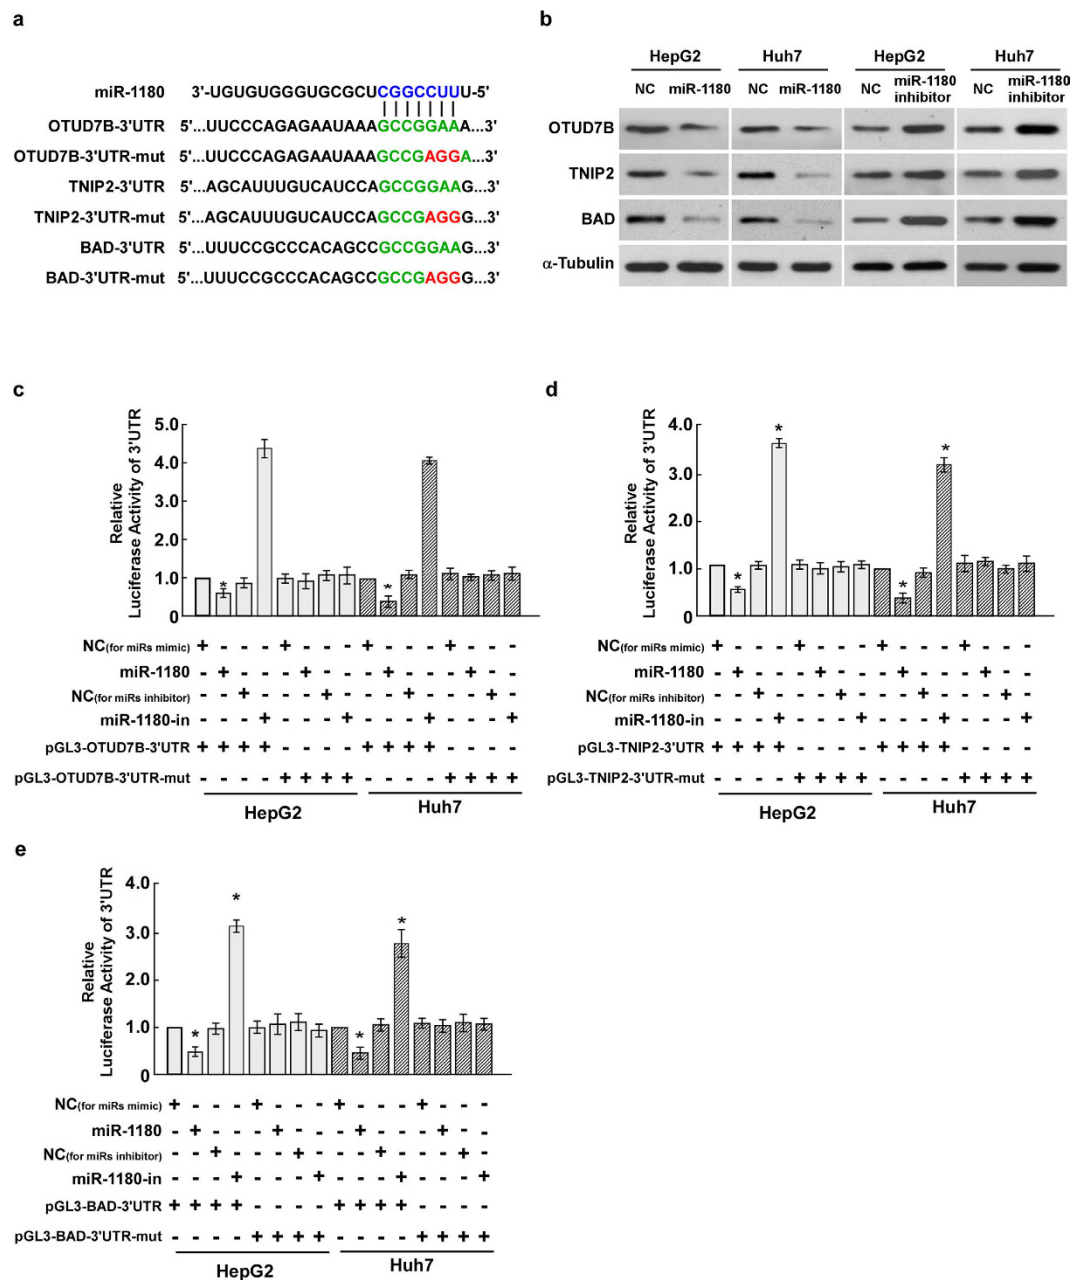 a
miR-1180 3'-UGUGUGGGUGCGCUCGGCCUUU-5'
OTUD7B-3'UTR 5'...UUCCCAGAGAAUAAAGCCGGAAA...3'
OTUD7B-3'UTR-mut 5'...UUCCCAGAGAAUAAAGCCGAGGA...3'
TNIP2-3'UTR 5'...AGCAUUUGUCAUCCAGCCGGAAG...3'
TNIP2-3'UTR-mut 5'...AGCAUUUGUCAUCCAGCCGAGGG...3'
BAD-3'UTR 5'...UUUCCGCCCACAGCCGCCGGAAG...3'
BAD-3'UTR-mut 5'...UUUCCGCCCACAGCCGCCGAGGG...3'
b
HepG2 Huh7 HepG2 Huh7
NC miR-1180 NC miR-1180 NC miR-1180 inhibitor NC miR-1180 inhibitor
OTUD7B
TNIP2
BAD
α-Tubulin
c
Relative
Luciferase Activity of 3'UTR
5.0
4.0
3.0
2.0
1.0
0
* *
NC(for miRs mimic) + - - - + - - - + - - - + - - -
miR-1180 - + - - - + - - - + - - - + - -
NC(for miRs inhibitor) - - + - - - + - - - + - - - + -
miR-1180-in - - - + - - - + - - - + - - - +
pGL3-OTUD7B-3'UTR + + + + - - - - + + + + - - - -
pGL3-OTUD7B-3'UTR-mut - - - - + + + + - - - - + + + +
HepG2 Huh7
d
Relative
Luciferase Activity of 3'UTR
4.0
3.0
2.0
1.0
0
* * * *
NC(for miRs mimic) + - - - + - - - + - - - + - - -
miR-1180 - + - - - + - - - + - - - + - -
NC(for miRs inhibitor) - - + - - - + - - - + - - - + -
miR-1180-in - - - + - - - + - - - + - - - +
pGL3-TNIP2-3'UTR + + + + - - - - + + + + - - - -
pGL3-TNIP2-3'UTR-mut - - - - + + + + - - - - + + + +
HepG2 Huh7
e
Relative
Luciferase Activity of 3'UTR
4.0
3.0
2.0
1.0
0
* * * *
NC(for miRs mimic) + - - - + - - - + - - - + - - -
miR-1180 - + - - - + - - - + - - - + - -
NC(for miRs inhibitor) - - + - - - + - - - + - - - + -
miR-1180-in - - - + - - - + - - - + - - - +
pGL3-BAD-3'UTR + + + + - - - - + + + + - - - -
pGL3-BAD-3'UTR-mut - - - - + + + + - - - - + + + +
HepG2 Huh7